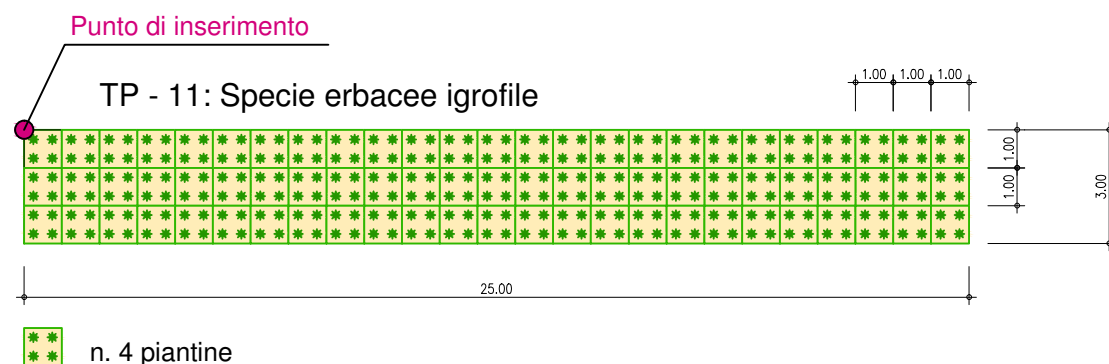 Punto di inserimento
1.00 1.00 1.00
TP - 11: Specie erbacee igrofile
1.00
1.00
3.00
25.00
n. 4 piantine